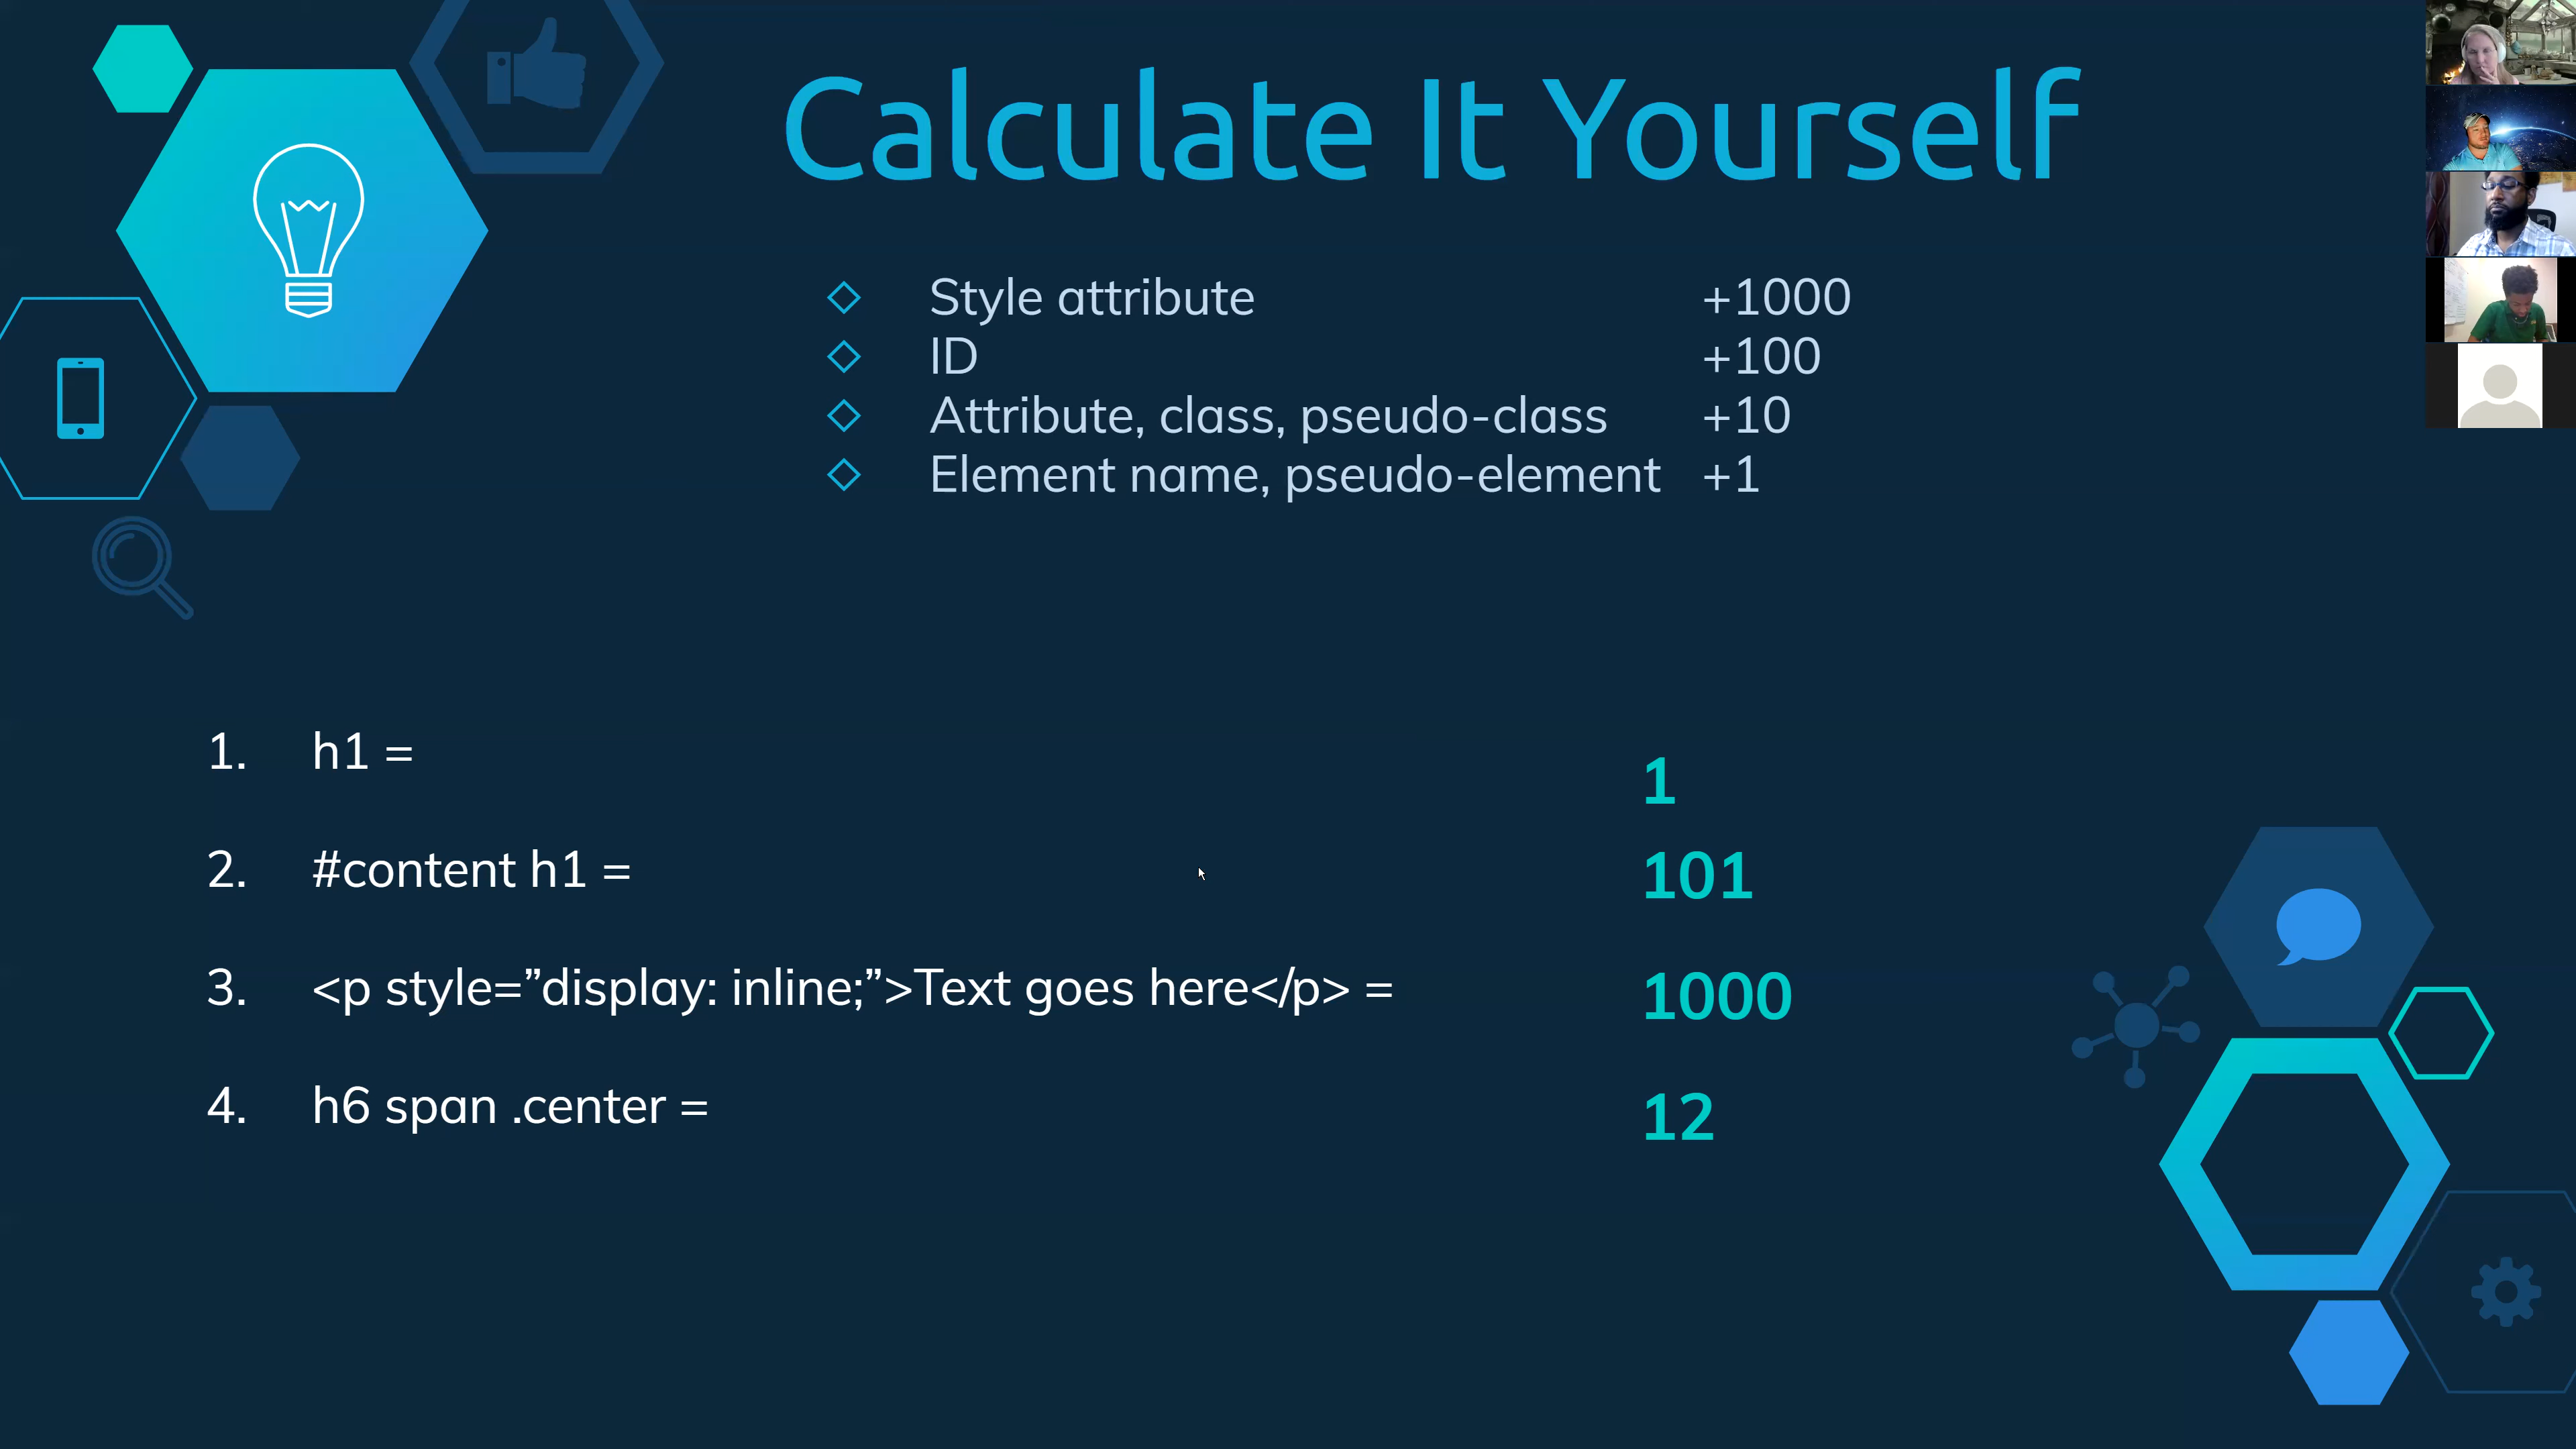 Calculate It Yourself
Style attribute +1000
ID +100
Attribute, class, pseudo-class +10
Element name, pseudo-element +1
1. h1 = 1
2. #content h1 = 101
3. <p style=”display: inline;”>Text goes here</p> = 1000
4. h6 span .center = 12